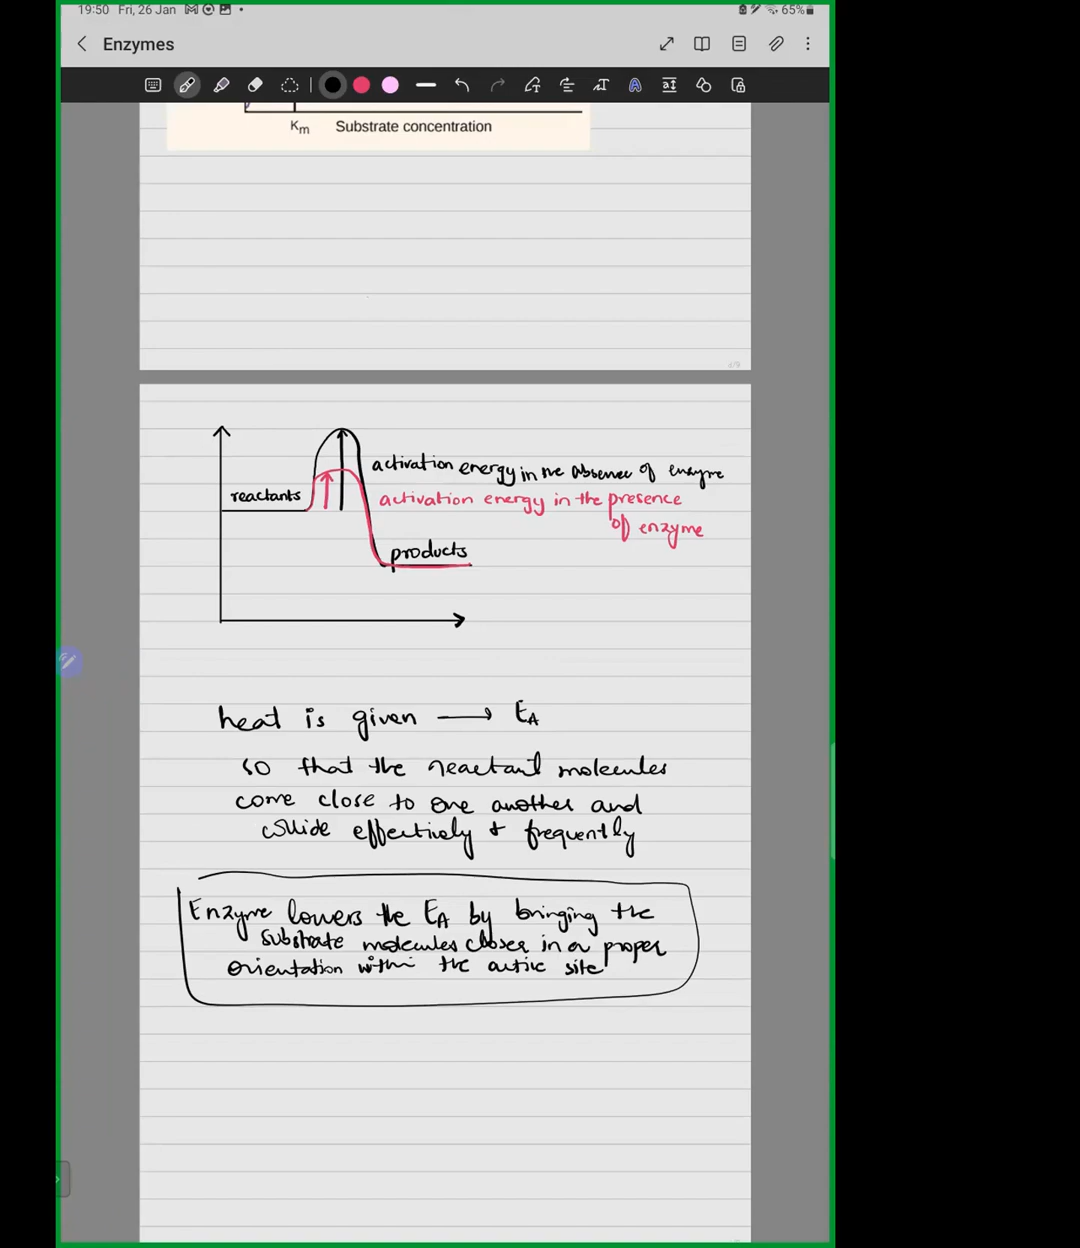 19:50 Fri, 26 Jan
65%
Enzymes
Km Substrate concentration
activation energy in the absence of enzyme
reactants
activation energy in the presence
of enzyme
products
heat is given → EA
so that the reactant molecules
come close to one another and
collide effectively & frequently
Enzyme lowers the EA by bringing the
substrate molecules closer in a proper
orientation within the active site